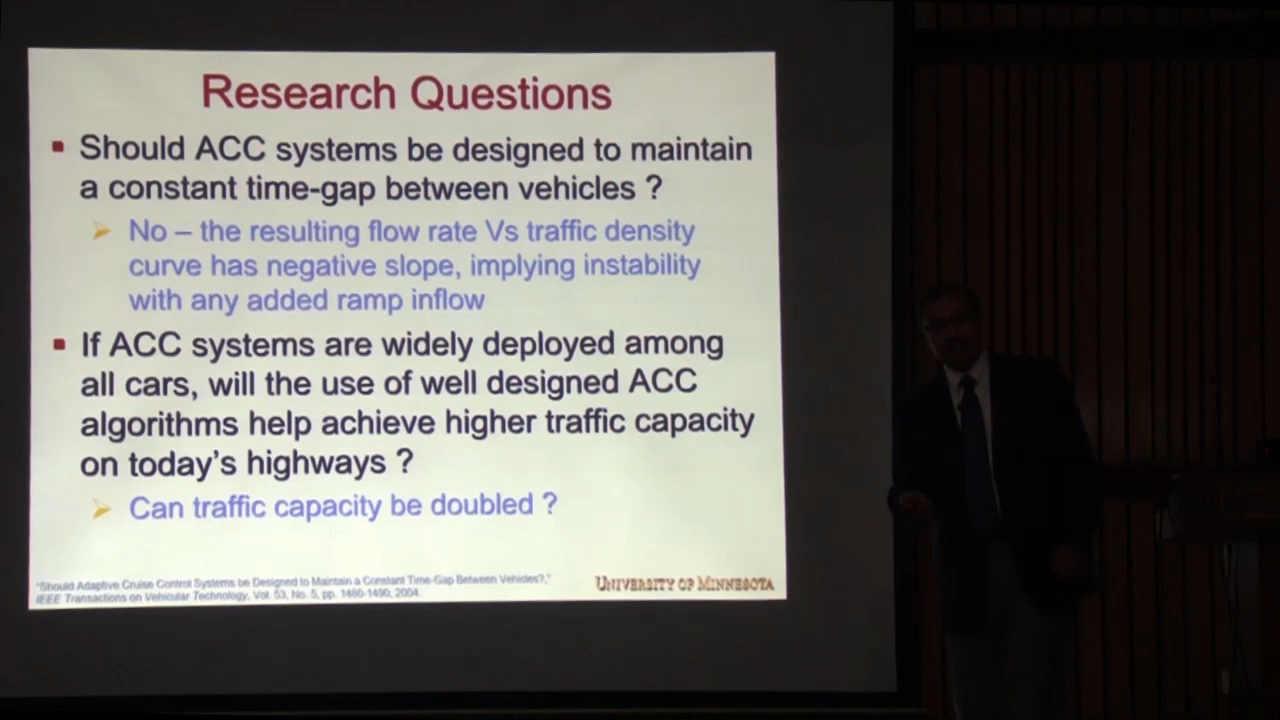 Research Questions
Should ACC systems be designed to maintain
a constant time-gap between vehicles ?
No – the resulting flow rate Vs traffic density
curve has negative slope, implying instability
with any added ramp inflow
If ACC systems are widely deployed among
all cars, will the use of well designed ACC
algorithms help achieve higher traffic capacity
on today's highways ?
Can traffic capacity be doubled ?
"Should Adaptive Cruise Control Systems be Designed to Maintain a Constant Time-Gap Between Vehicles?,"
IEEE Transactions on Vehicular Technology, Vol. 53, No. 5, pp. 1480-1490, 2004.
UNIVERSITY OF MINNESOTA